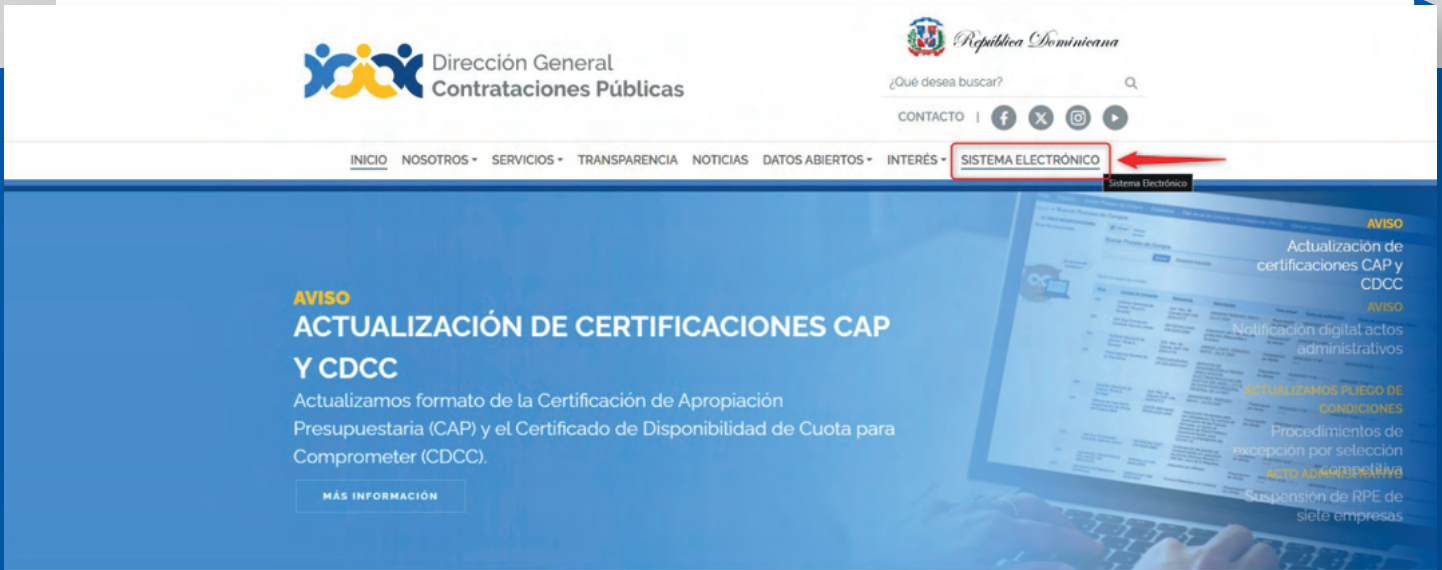 República Dominicana
Dirección General
Contrataciones Públicas
¿Qué desea buscar?
CONTACTO |
INICIO NOSOTROS SERVICIOS TRANSPARENCIA NOTICIAS DATOS ABIERTOS INTERÉS SISTEMA ELECTRÓNICO
Sistema Electrónico
AVISO
ACTUALIZACIÓN DE CERTIFICACIONES CAP
Y CDCC
Actualizamos formato de la Certificación de Apropiación
Presupuestaria (CAP) y el Certificado de Disponibilidad de Cuota para
Comprometer (CDCC).
MÁS INFORMACIÓN
AVISO
Actualización de
certificaciones CAP y
CDCC
AVISO
Notificación digital actos
administrativos
ACTUALIZAMOS PLIEGO DE
CONDICIONES
Procedimientos de
excepción por selección
competitiva
ACTO ADMINISTRATIVO
Suspensión de RPE de
siete empresas